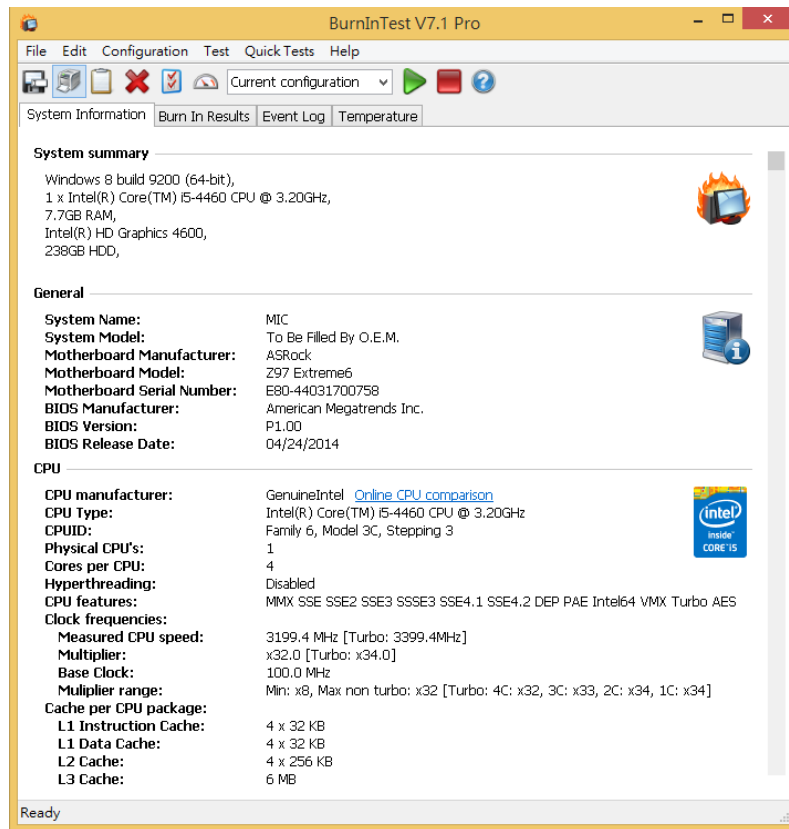 BurnInTest V7.1 Pro
File Edit Configuration Test Quick Tests Help
Current configuration
System Information Burn In Results Event Log Temperature
System summary
Windows 8 build 9200 (64-bit),
1 x Intel(R) Core(TM) i5-4460 CPU @ 3.20GHz,
7.7GB RAM,
Intel(R) HD Graphics 4600,
238GB HDD,
General
System Name: MIC
System Model: To Be Filled By O.E.M.
Motherboard Manufacturer: ASRock
Motherboard Model: Z97 Extreme6
Motherboard Serial Number: E80-44031700758
BIOS Manufacturer: American Megatrends Inc.
BIOS Version: P1.00
BIOS Release Date: 04/24/2014
CPU
CPU manufacturer: GenuineIntel Online CPU comparison
CPU Type: Intel(R) Core(TM) i5-4460 CPU @ 3.20GHz
CPUID: Family 6, Model 3C, Stepping 3
Physical CPU's: 1
Cores per CPU: 4
Hyperthreading: Disabled
CPU features: MMX SSE SSE2 SSE3 SSSE3 SSE4.1 SSE4.2 DEP PAE Intel64 VMX Turbo AES
Clock frequencies:
Measured CPU speed: 3199.4 MHz [Turbo: 3399.4MHz]
Multiplier: x32.0 [Turbo: x34.0]
Base Clock: 100.0 MHz
Muliplier range: Min: x8, Max non turbo: x32 [Turbo: 4C: x32, 3C: x33, 2C: x34, 1C: x34]
Cache per CPU package:
L1 Instruction Cache: 4 x 32 KB
L1 Data Cache: 4 x 32 KB
L2 Cache: 4 x 256 KB
L3 Cache: 6 MB
intel
inside
CORE i5
Ready